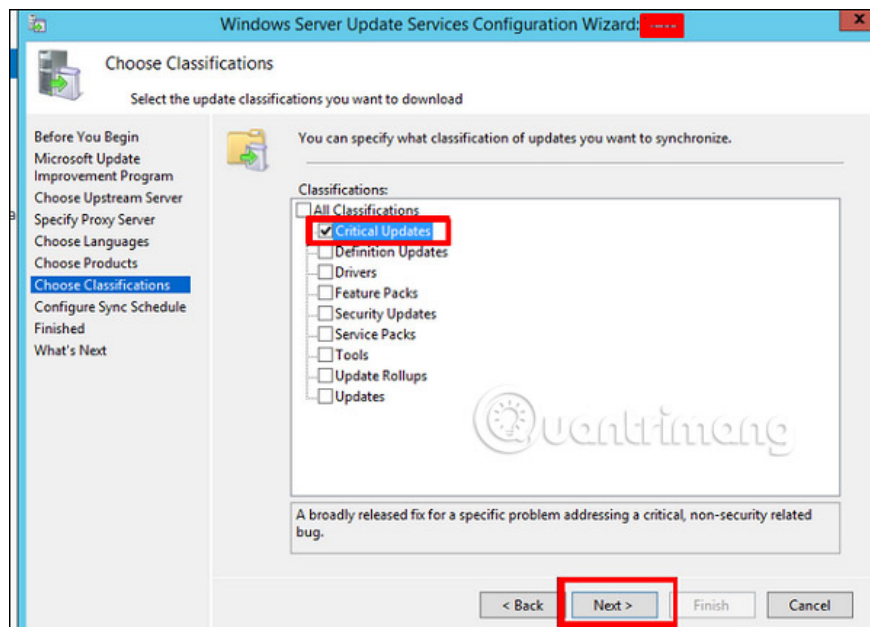 Windows Server Update Services Configuration Wizard:
x
Choose Classifications
Select the update classifications you want to download
Before You Begin
Microsoft Update
Improvement Program
Choose Upstream Server
Specify Proxy Server
Choose Languages
Choose Products
Choose Classifications
Configure Sync Schedule
Finished
What's Next
You can specify what classification of updates you want to synchronize.
Classifications:
All Classifications
Critical Updates
Definition Updates
Drivers
Feature Packs
Security Updates
Service Packs
Tools
Update Rollups
Updates
Quantrimang
A broadly released fix for a specific problem addressing a critical, non-security related
bug.
< Back
Next >
Finish
Cancel